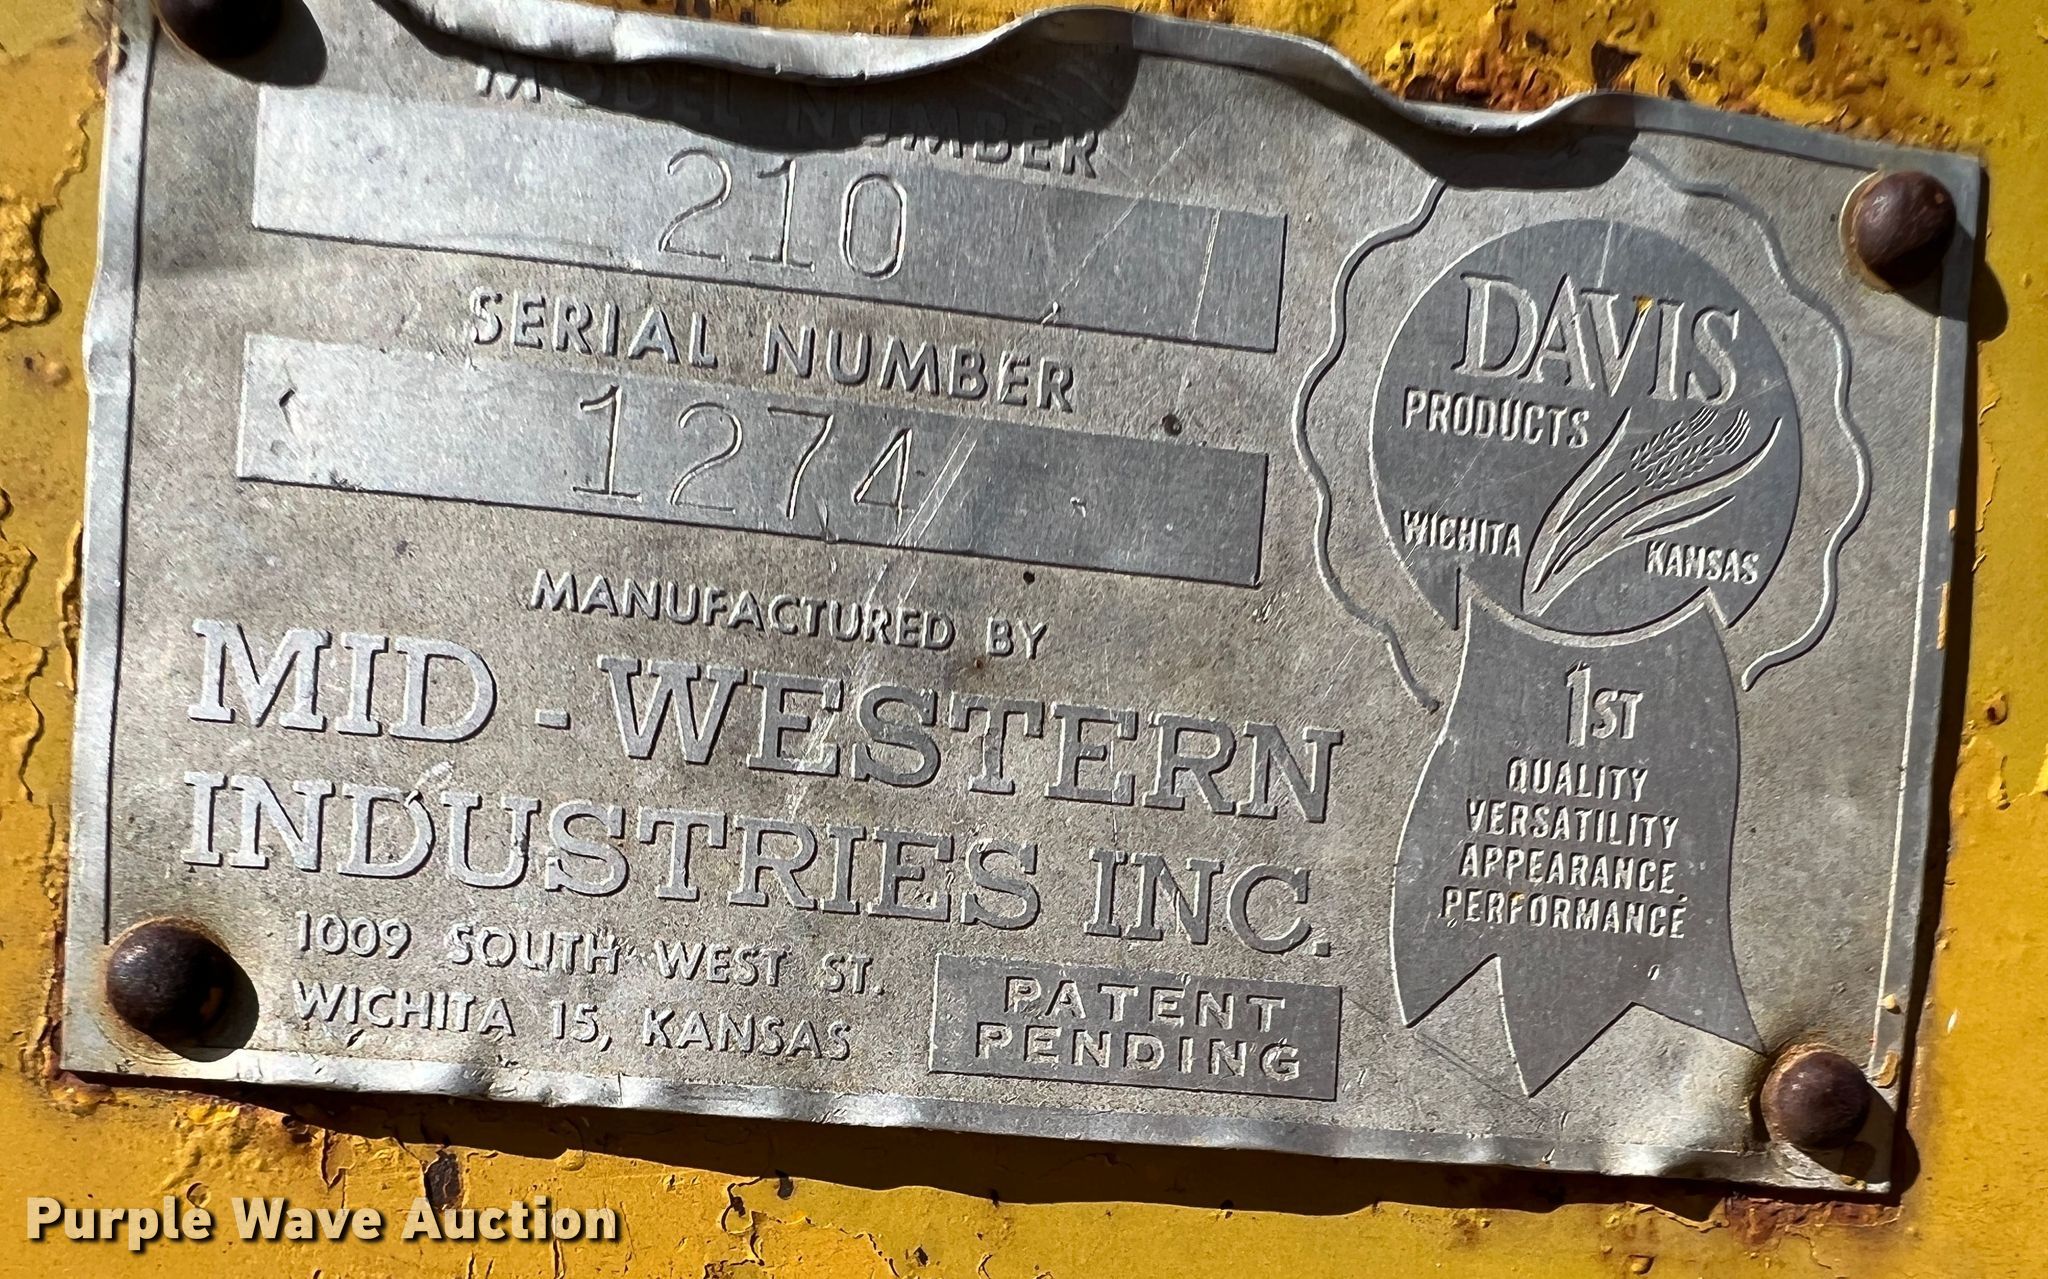 MODEL NUMBER
210
SERIAL NUMBER
1274
MANUFACTURED BY
MID-WESTERN
INDUSTRIES INC.
1009 SOUTH WEST ST.
WICHITA 15, KANSAS
PATENT
PENDING
DAVIS
PRODUCTS
WICHITA
KANSAS
1ST
QUALITY
VERSATILITY
APPEARANCE
PERFORMANCE
Purple Wave Auction